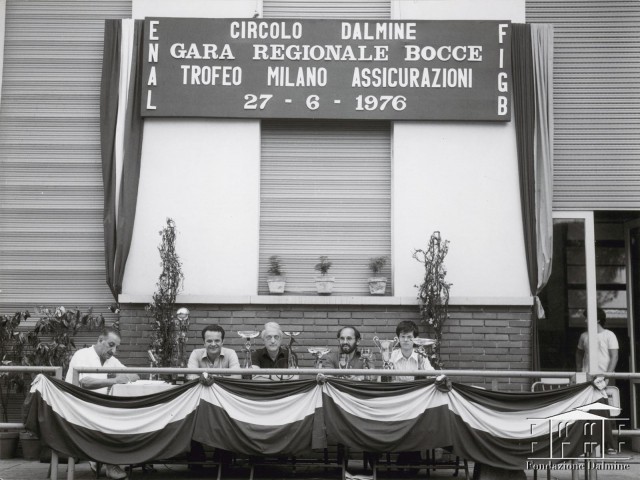 ENAL
CIRCOLO DALMINE
GARA REGIONALE BOCCE
TROFEO MILANO ASSICURAZIONI
27 - 6 - 1976
FIGB
Fondazione Dalmine